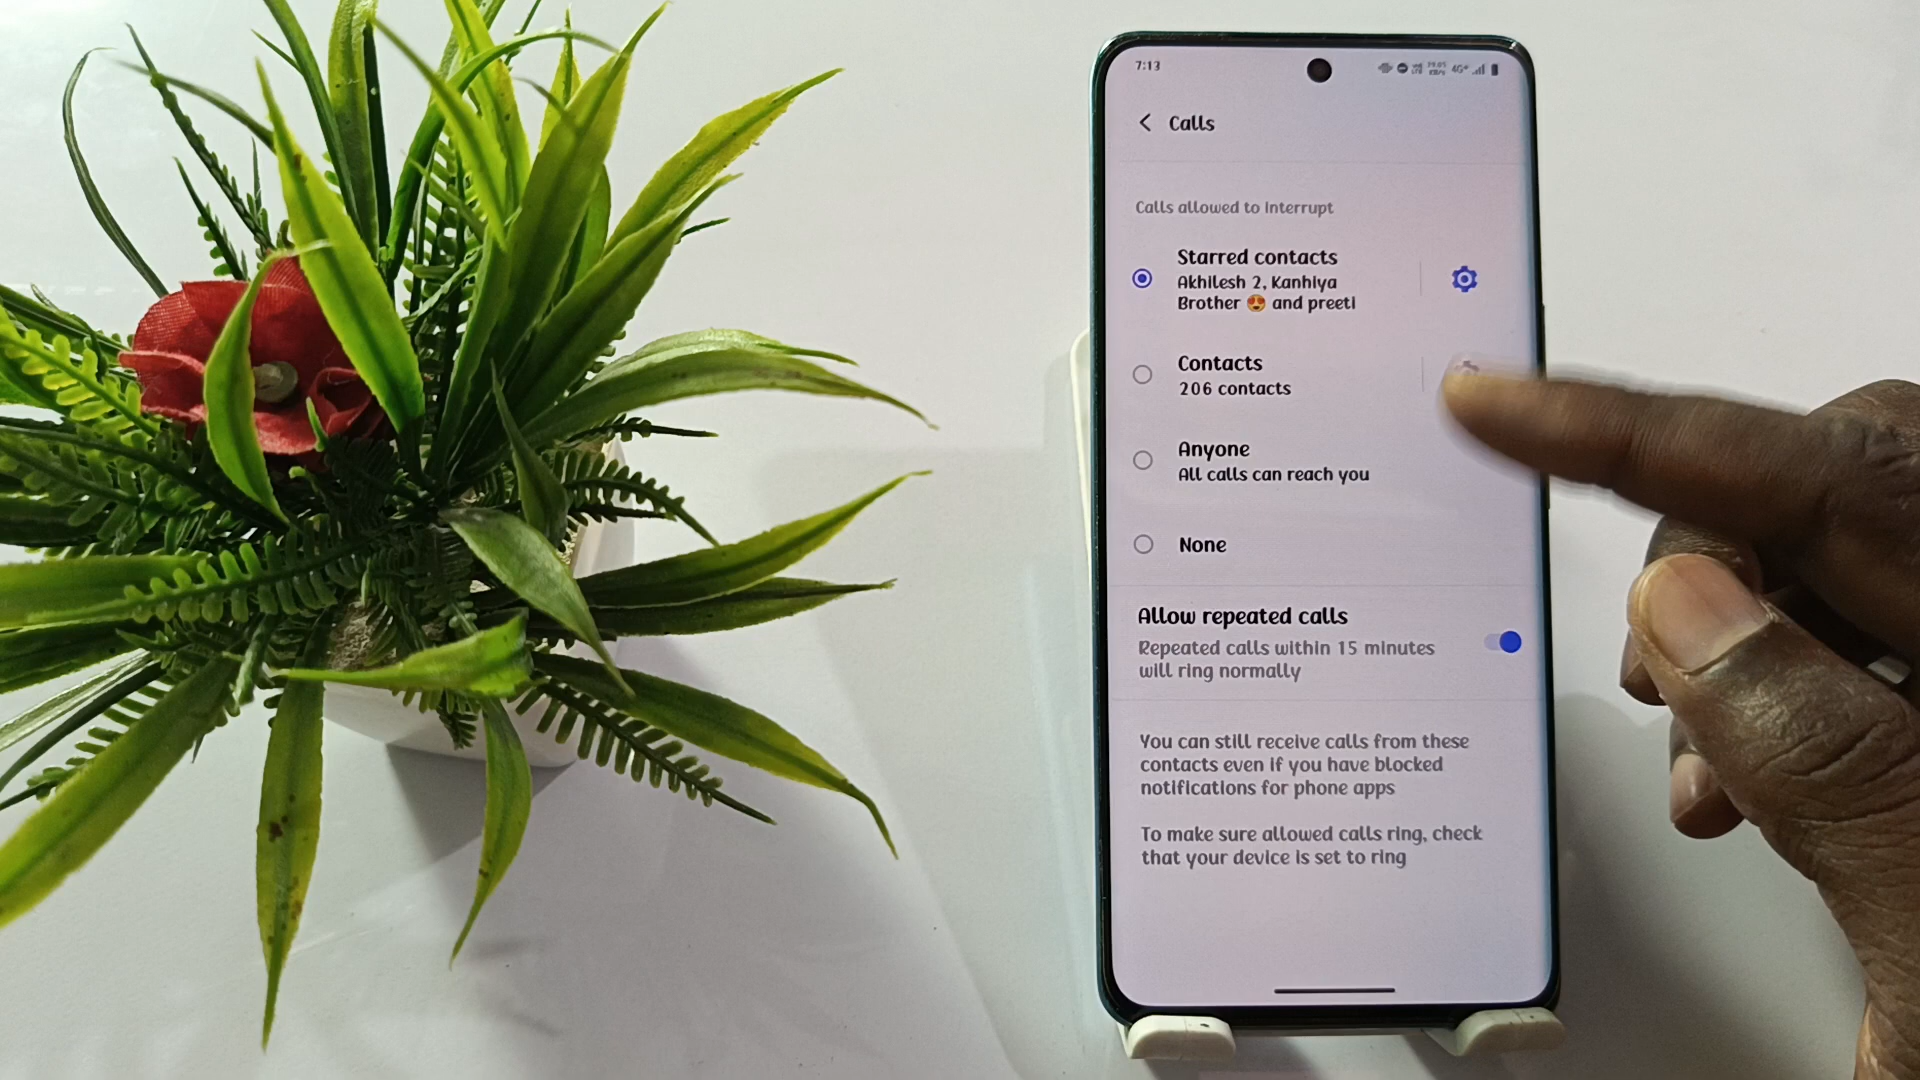 7:13
4G+
Calls
Calls allowed to interrupt
Starred contacts
Akhilesh 2, Kanhiya
Brother 😍 and preeti
Contacts
206 contacts
Anyone
All calls can reach you
None
Allow repeated calls
Repeated calls within 15 minutes
will ring normally
You can still receive calls from these
contacts even if you have blocked
notifications for phone apps
To make sure allowed calls ring, check
that your device is set to ring